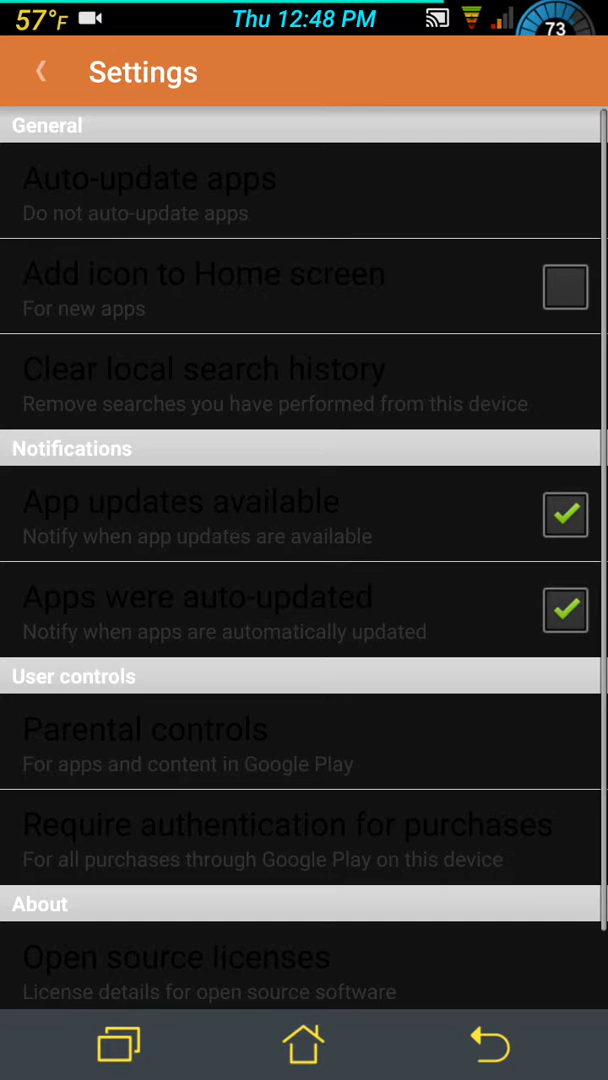 57°F Thu 12:48 PM 73
Settings
General
Auto-update apps
Do not auto-update apps
Add icon to Home screen
For new apps
Clear local search history
Remove searches you have performed from this device
Notifications
App updates available
Notify when app updates are available
Apps were auto-updated
Notify when apps are automatically updated
User controls
Parental controls
For apps and content in Google Play
Require authentication for purchases
For all purchases through Google Play on this device
About
Open source licenses
License details for open source software